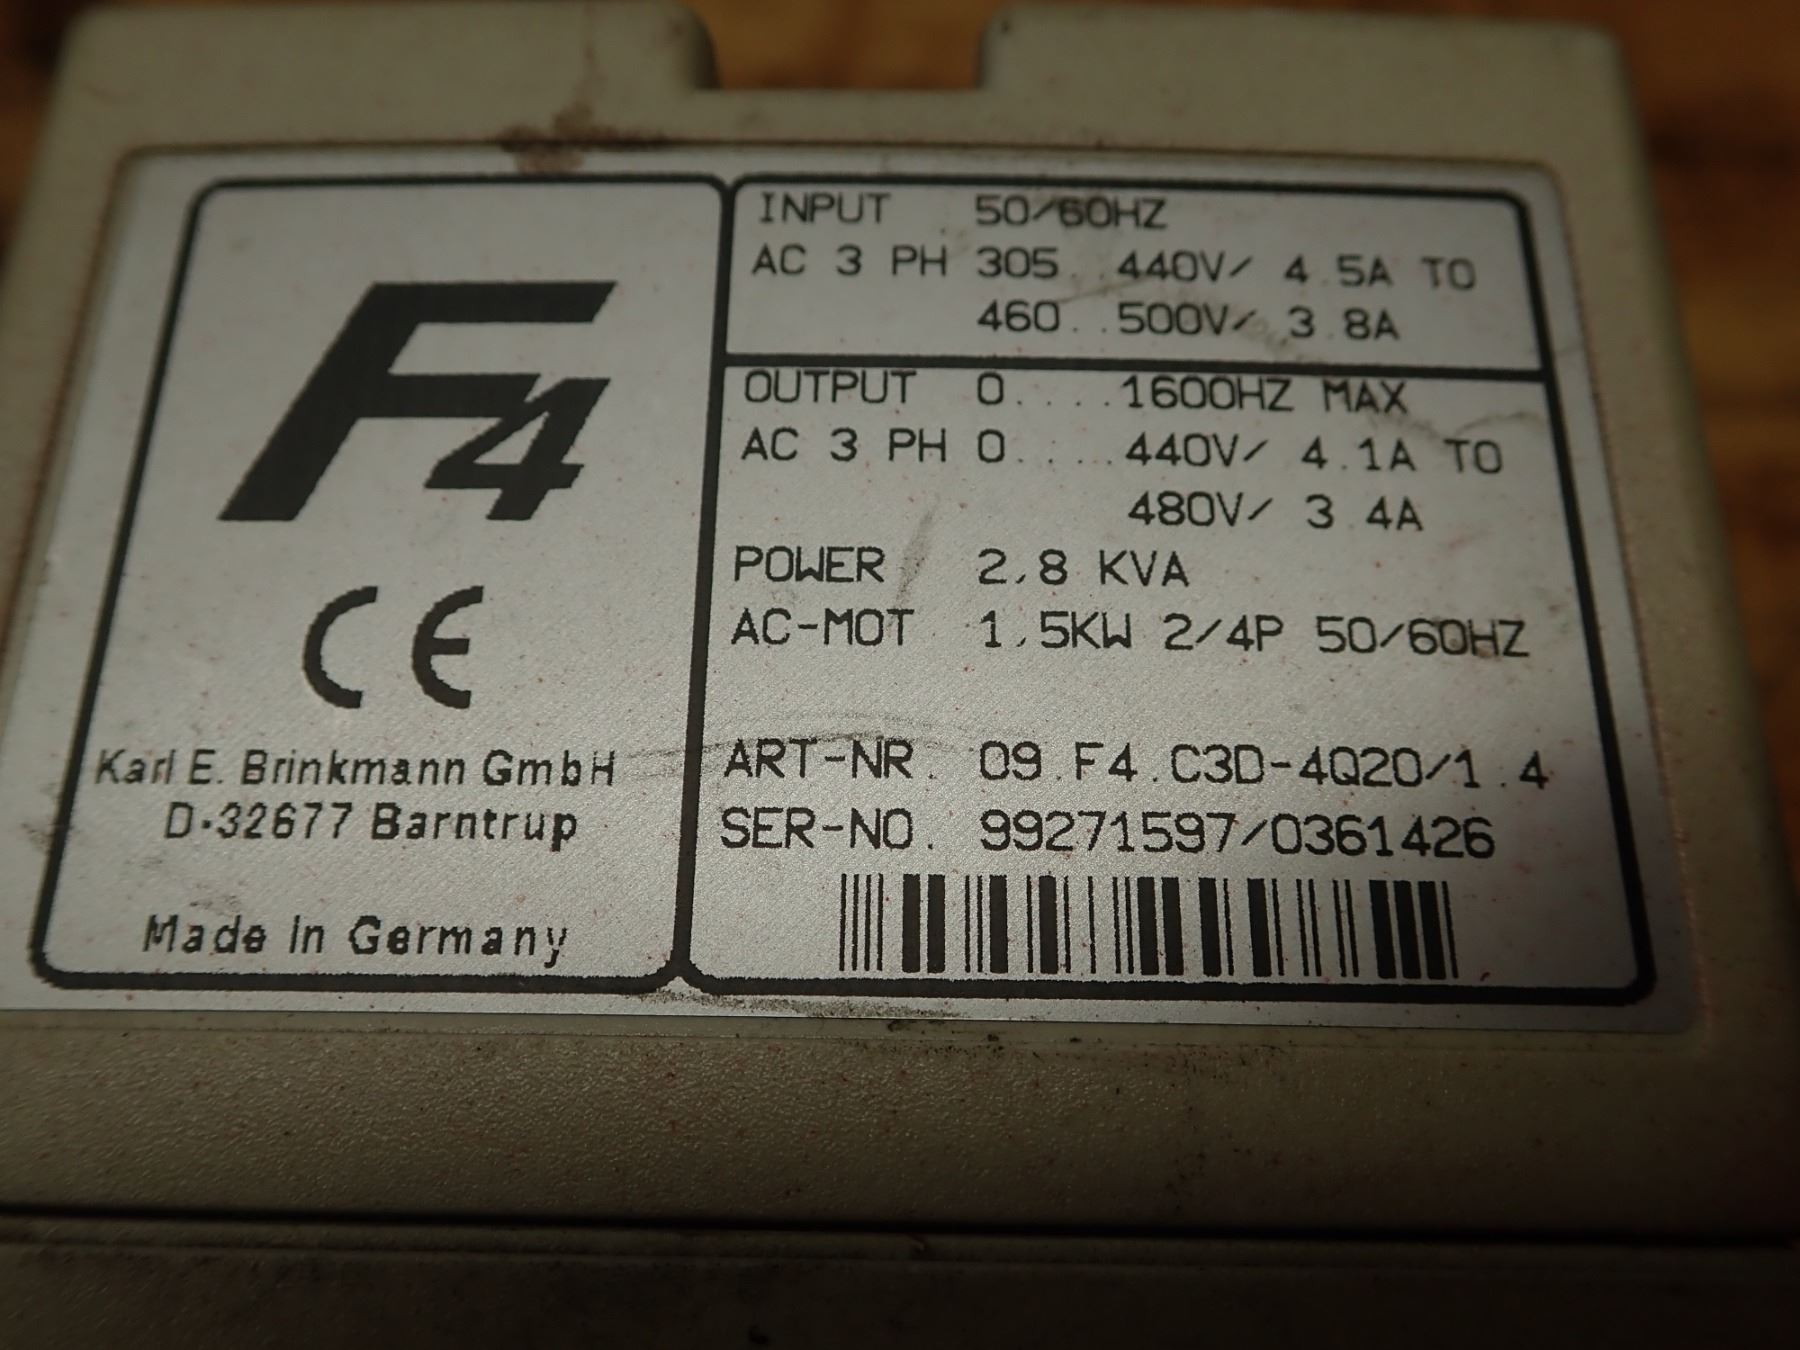 F4
CE
Karl E. Brinkmann GmbH
D-32677 Barntrup
Made in Germany
INPUT 50/60HZ
AC 3 PH 305..440V/ 4.5A TO
460..500V/ 3.8A
OUTPUT 0....1600HZ MAX
AC 3 PH 0....440V/ 4.1A TO
480V/ 3.4A
POWER 2,8 KVA
AC-MOT 1,5KW 2/4P 50/60HZ
ART-NR. 09.F4.C3D-4Q20/1.4
SER-NO. 99271597/0361426